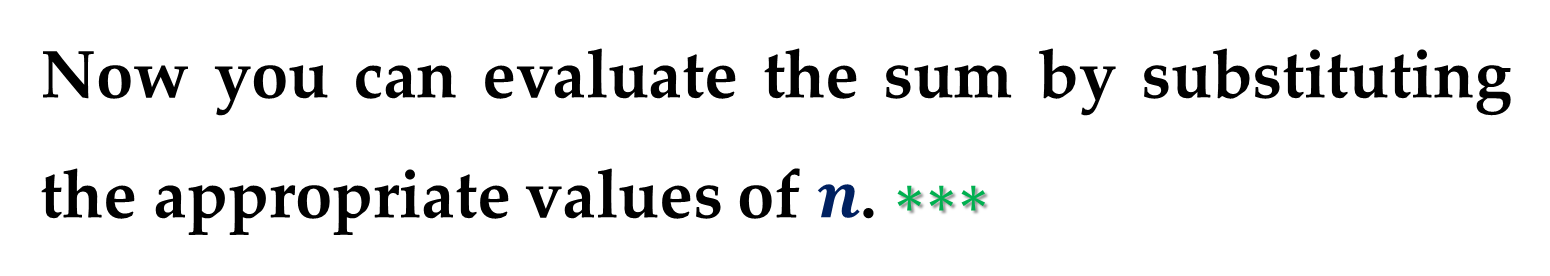 Now you can evaluate the sum by substituting
the appropriate values of n. ***